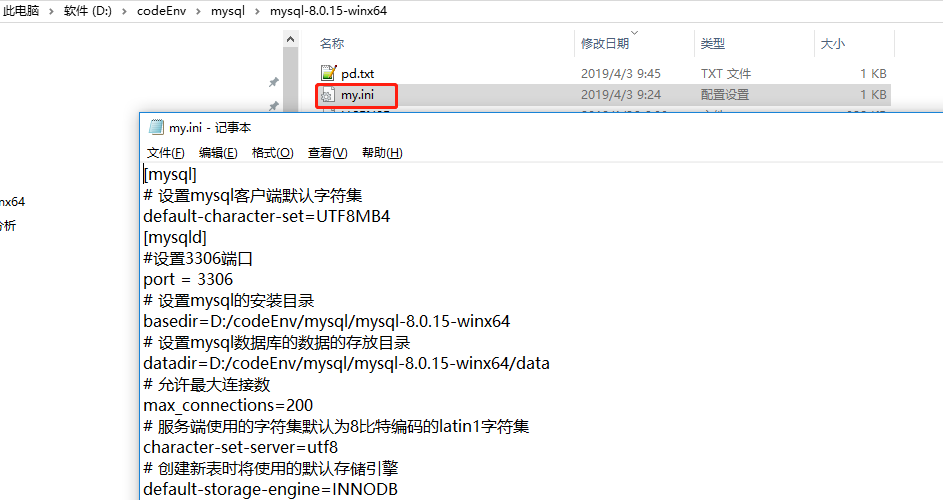 此电脑 > 软件 (D:) > codeEnv > mysql > mysql-8.0.15-winx64
名称 修改日期 类型 大小
pd.txt 2019/4/3 9:45 TXT 文件 1 KB
my.ini 2019/4/3 9:24 配置设置 1 KB
my.ini - 记事本
文件(F) 编辑(E) 格式(O) 查看(V) 帮助(H)
[mysql]
# 设置mysql客户端默认字符集
default-character-set=UTF8MB4
[mysqld]
#设置3306端口
port = 3306
# 设置mysql的安装目录
basedir=D:/codeEnv/mysql/mysql-8.0.15-winx64
# 设置mysql数据库的数据的存放目录
datadir=D:/codeEnv/mysql/mysql-8.0.15-winx64/data
# 允许最大连接数
max_connections=200
# 服务端使用的字符集默认为8比特编码的latin1字符集
character-set-server=utf8
# 创建新表时将使用的默认存储引擎
default-storage-engine=INNODB
nx64
分析